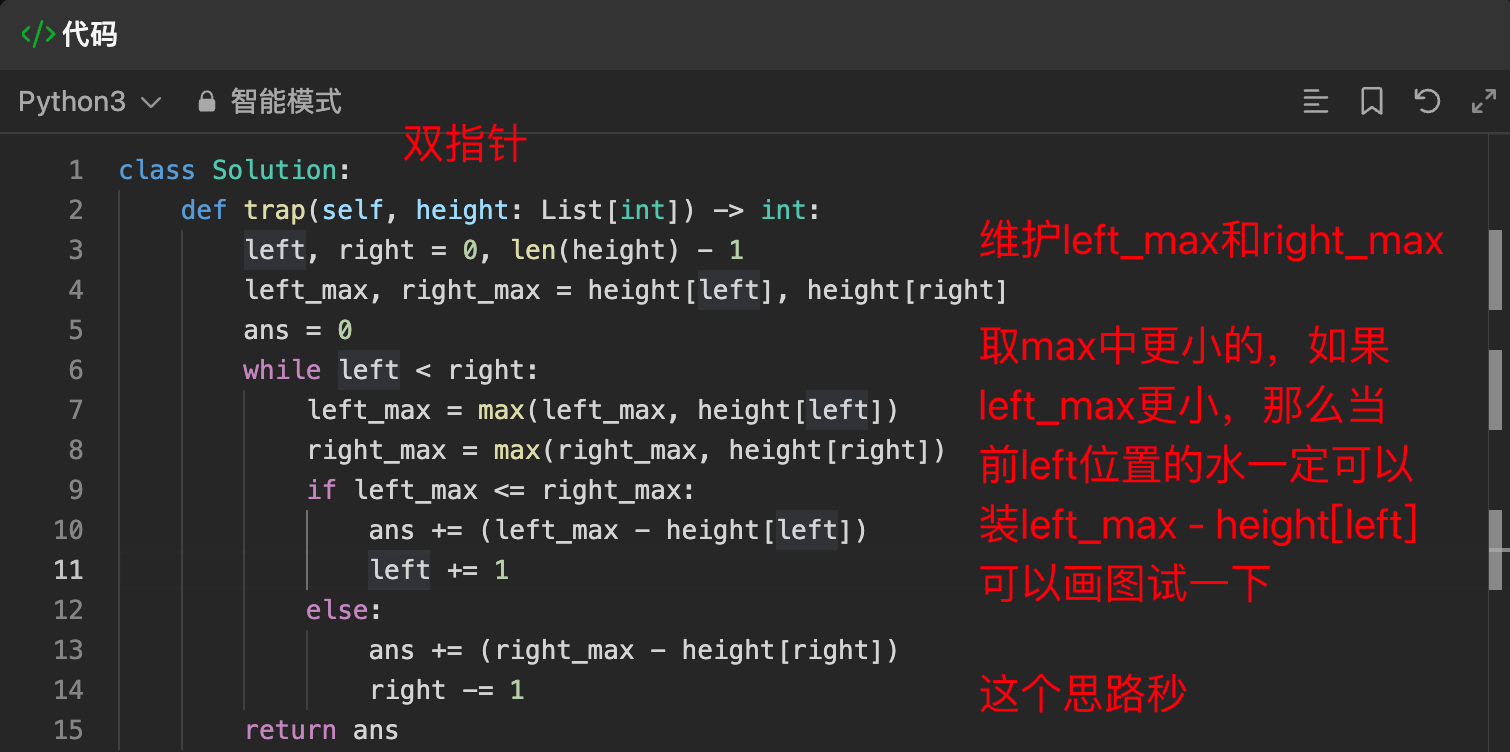 </> 代码
Python3 智能模式
双指针
1 class Solution:
2     def trap(self, height: List[int]) -> int:
3         left, right = 0, len(height) - 1
4         left_max, right_max = height[left], height[right]
5         ans = 0
6         while left < right:
7             left_max = max(left_max, height[left])
8             right_max = max(right_max, height[right])
9             if left_max <= right_max:
10                 ans += (left_max - height[left])
11                 left += 1
12             else:
13                 ans += (right_max - height[right])
14                 right -= 1
15         return ans
维护left_max和right_max
取max中更小的，如果
left_max更小，那么当
前left位置的水一定可以
装left_max - height[left]
可以画图试一下
这个思路秒